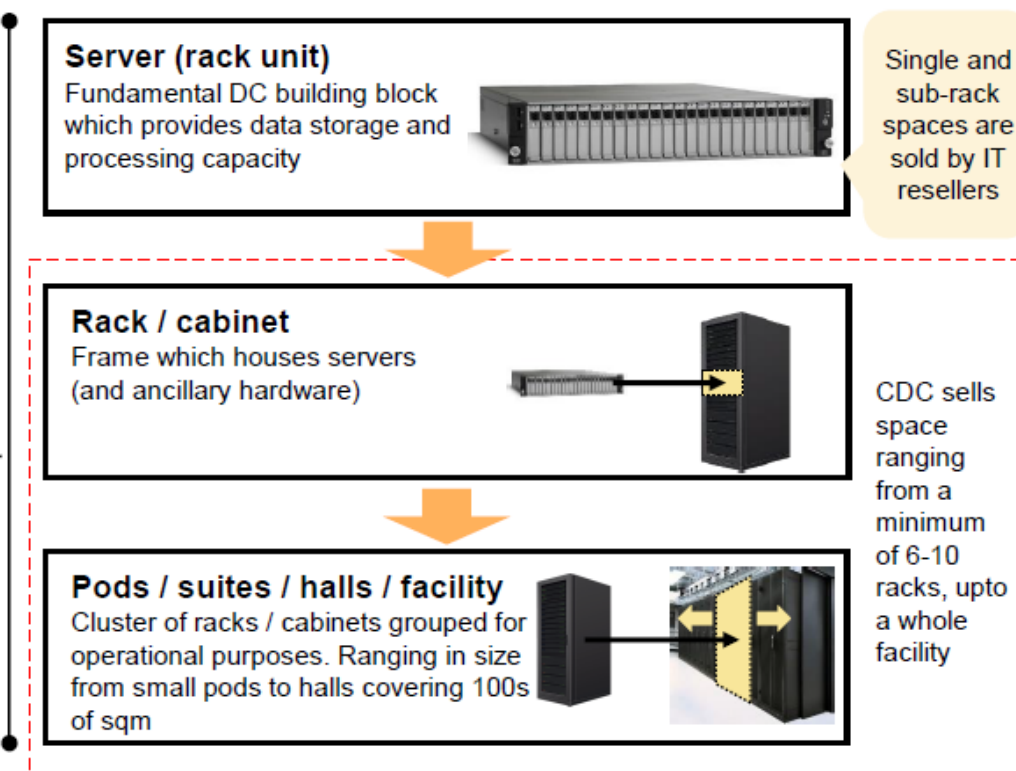 Server (rack unit)
Fundamental DC building block
which provides data storage and
processing capacity
Single and
sub-rack
spaces are
sold by IT
resellers
Rack / cabinet
Frame which houses servers
(and ancillary hardware)
CDC sells
space
ranging
from a
minimum
of 6-10
racks, upto
a whole
facility
Pods / suites / halls / facility
Cluster of racks / cabinets grouped for
operational purposes. Ranging in size
from small pods to halls covering 100s
of sqm